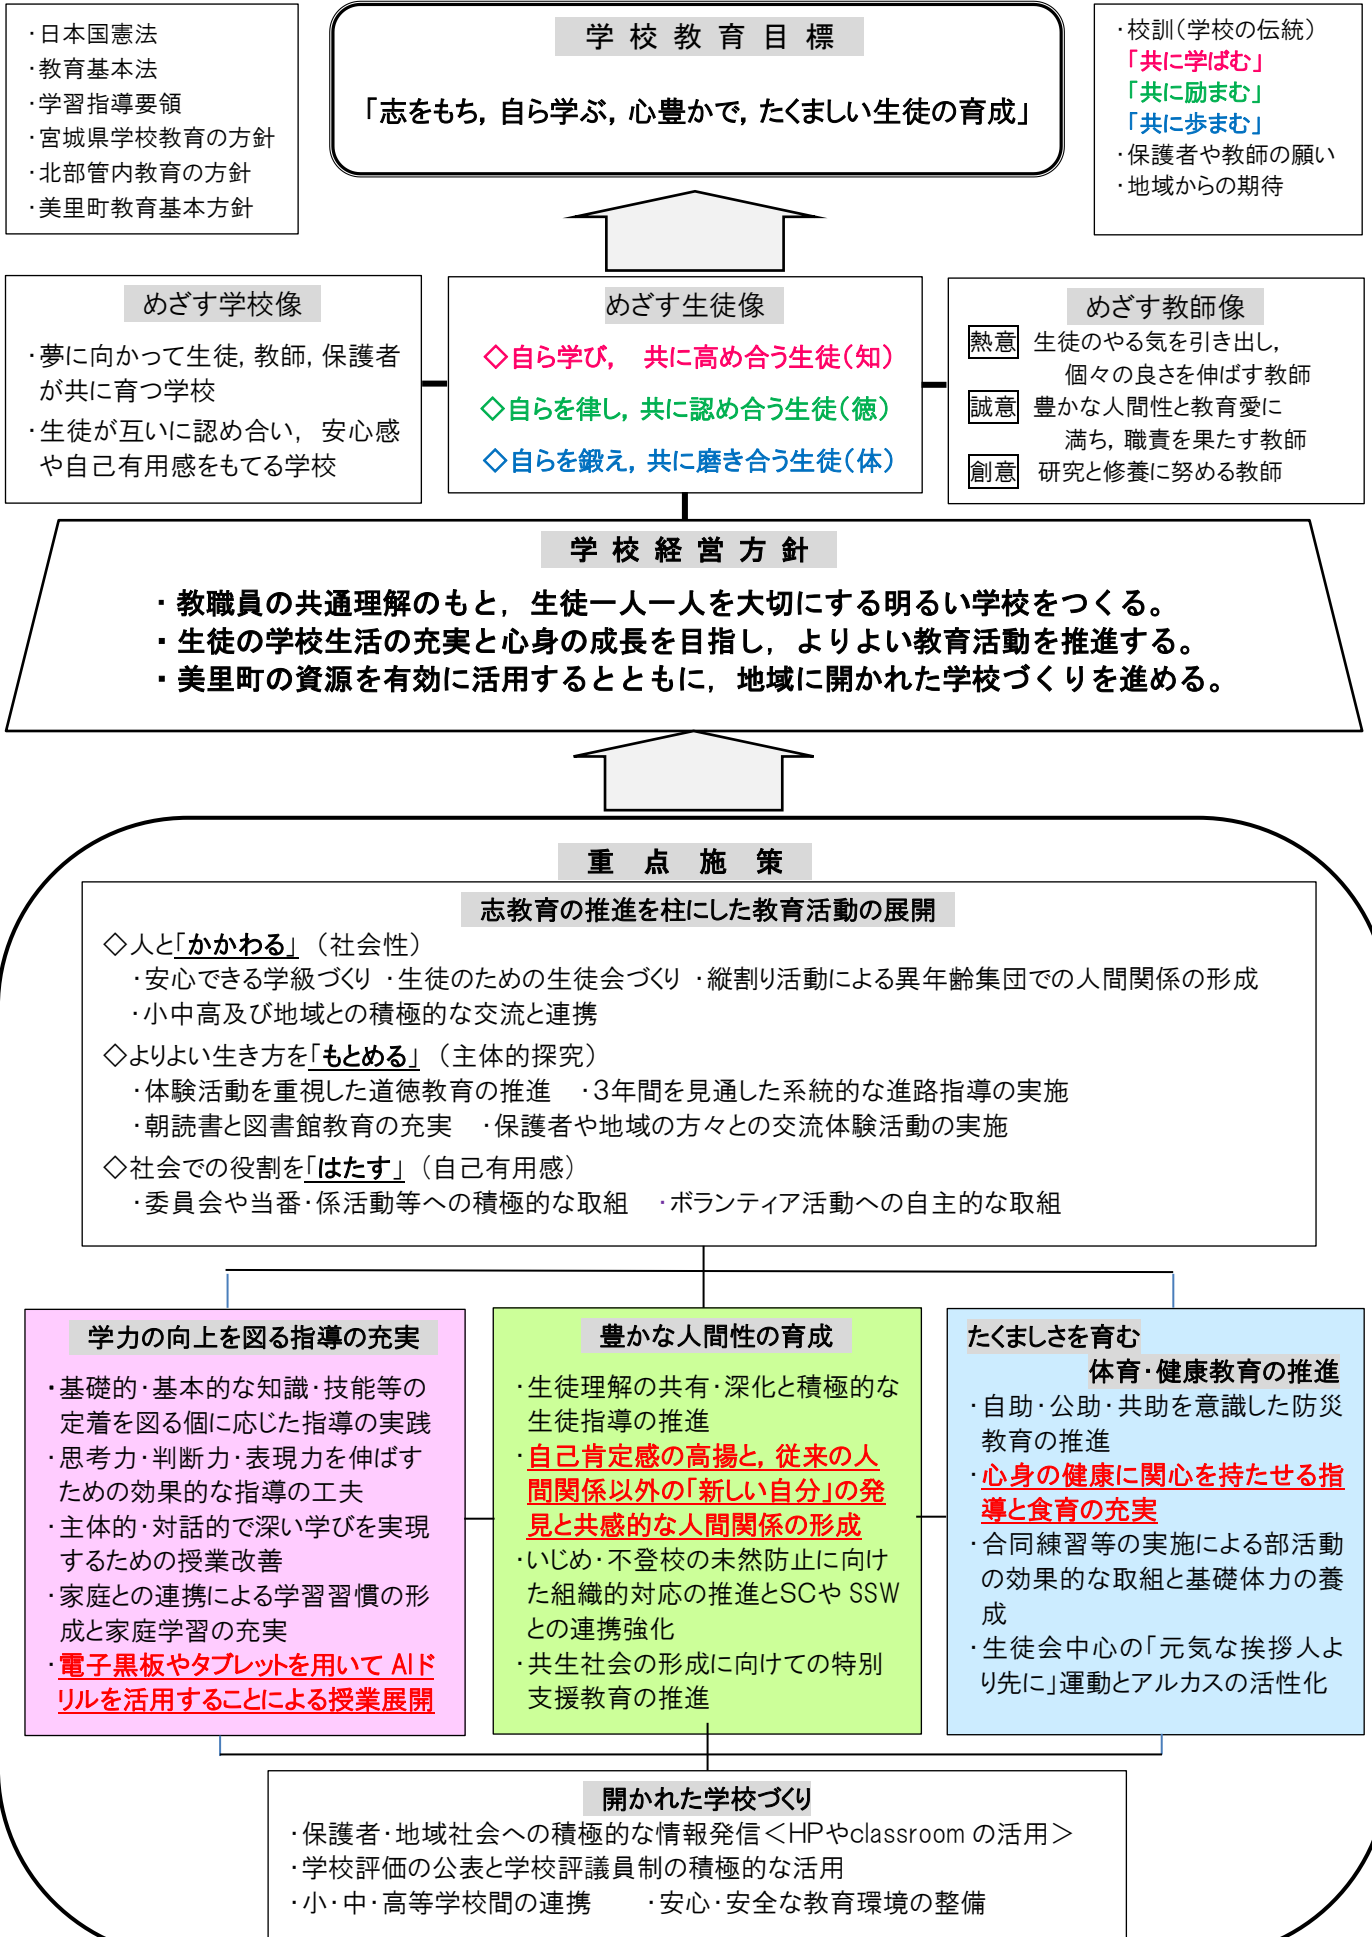 ・日本国憲法
・教育基本法
・学習指導要領
・宮城県学校教育の方針
・北部管内教育の方針
・美里町教育基本方針
学校教育目標
「志をもち，自ら学ぶ，心豊かで，たくましい生徒の育成」
・校訓（学校の伝統）
「共に学ばむ」
「共に励まむ」
「共に歩まむ」
・保護者や教師の願い
・地域からの期待
めざす学校像
・夢に向かって生徒，教師，保護者
が共に育つ学校
・生徒が互いに認め合い，安心感
や自己有用感をもてる学校
めざす生徒像
◇自ら学び，　共に高め合う生徒（知）
◇自らを律し，共に認め合う生徒（徳）
◇自らを鍛え，共に磨き合う生徒（体）
めざす教師像
熱意　生徒のやる気を引き出し，
個々の良さを伸ばす教師
誠意　豊かな人間性と教育愛に
満ち，職責を果たす教師
創意　研究と修養に努める教師
学校経営方針
・教職員の共通理解のもと，生徒一人一人を大切にする明るい学校をつくる。
・生徒の学校生活の充実と心身の成長を目指し，よりよい教育活動を推進する。
・美里町の資源を有効に活用するとともに，地域に開かれた学校づくりを進める。
重点施策
志教育の推進を柱にした教育活動の展開
◇人と「かかわる」（社会性）
・安心できる学級づくり ・生徒のための生徒会づくり ・縦割り活動による異年齢集団での人間関係の形成
・小中高及び地域との積極的な交流と連携
◇よりよい生き方を「もとめる」（主体的探究）
・体験活動を重視した道徳教育の推進　・３年間を見通した系統的な進路指導の実施
・朝読書と図書館教育の充実　・保護者や地域の方々との交流体験活動の実施
◇社会での役割を「はたす」（自己有用感）
・委員会や当番・係活動等への積極的な取組　・ボランティア活動への自主的な取組
学力の向上を図る指導の充実
・基礎的・基本的な知識・技能等の
定着を図る個に応じた指導の実践
・思考力・判断力・表現力を伸ばす
ための効果的な指導の工夫
・主体的・対話的で深い学びを実現
するための授業改善
・家庭との連携による学習習慣の形
成と家庭学習の充実
・電子黒板やタブレットを用いて AIド
リルを活用することによる授業展開
豊かな人間性の育成
・生徒理解の共有・深化と積極的な
生徒指導の推進
・自己肯定感の高揚と，従来の人
間関係以外の「新しい自分」の発
見と共感的な人間関係の形成
・いじめ・不登校の未然防止に向け
た組織的対応の推進とSCや SSW
との連携強化
・共生社会の形成に向けての特別
支援教育の推進
たくましさを育む
体育・健康教育の推進
・自助・公助・共助を意識した防災
教育の推進
・心身の健康に関心を持たせる指
導と食育の充実
・合同練習等の実施による部活動
の効果的な取組と基礎体力の養
成
・生徒会中心の「元気な挨拶人よ
り先に」運動とアルカスの活性化
開かれた学校づくり
・保護者・地域社会への積極的な情報発信＜HPやclassroom の活用＞
・学校評価の公表と学校評議員制の積極的な活用
・小・中・高等学校間の連携　　・安心・安全な教育環境の整備